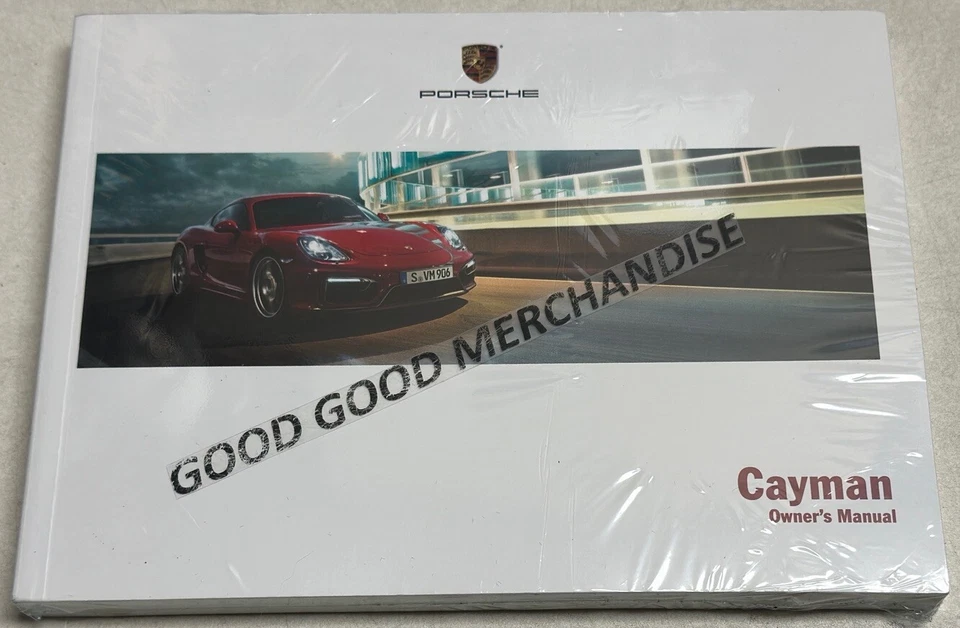 PORSCHE
S VM 906
GOOD GOOD MERCHANDISE
Cayman
Owner's Manual